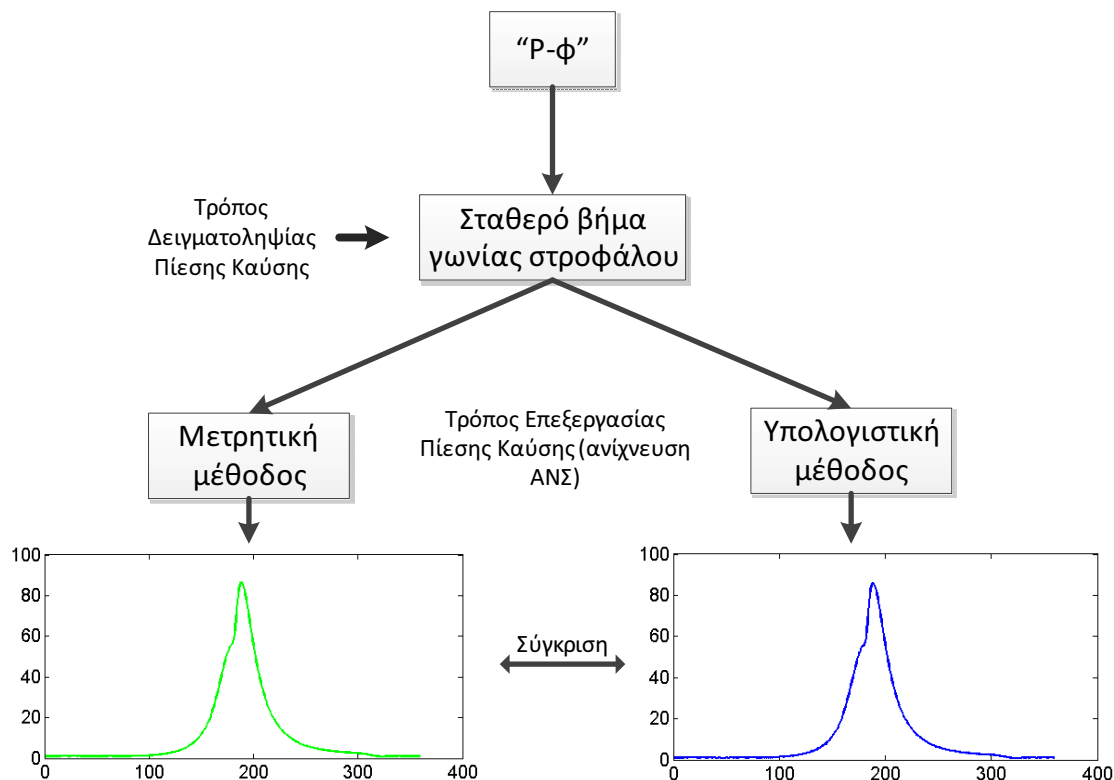 “P-φ”
Τρόπος
Δειγματοληψίας
Πίεσης Καύσης
Σταθερό βήμα
γωνίας στροφάλου
Μετρητική
μέθοδος
Τρόπος Επεξεργασίας
Πίεσης Καύσης (ανίχνευση
ΑΝΣ)
Υπολογιστική
μέθοδος
100
80
60
40
20
0
0 100 200 300 400
Σύγκριση
100
80
60
40
20
0
0 100 200 300 400